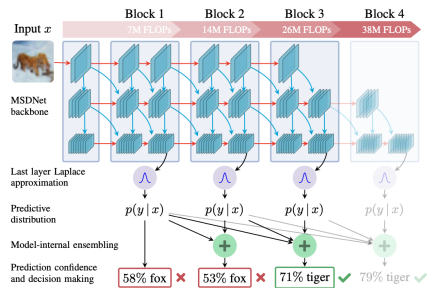 Block 1 Block 2 Block 3 Block 4
Input x 7M FLOPs 14M FLOPs 26M FLOPs 38M FLOPs
MSDNet
backbone
Last layer Laplace
approximation
Predictive
distribution
p(y | x) p(y | x) p(y | x) p(y | x)
Model-internal ensembling + + +
Prediction confidence
and decision making
58% fox ✖ 53% fox ✖ 71% tiger ✔ 79% tiger ✔